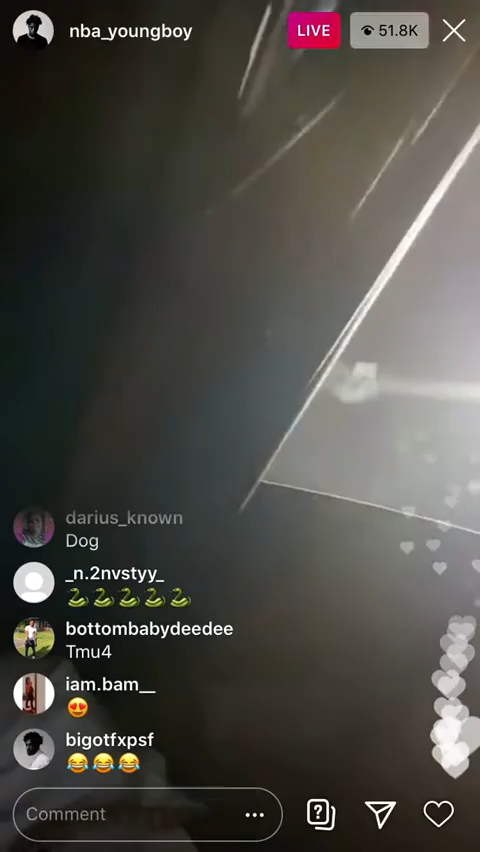 nba_youngboy
LIVE
51.8K
darius_known
Dog
_n.2nvstyy_
🐍🐍🐍🐍🐍
bottombabydeedee
Tmu4
iam.bam__
😍
bigotfxpsf
😂😂😂
Comment